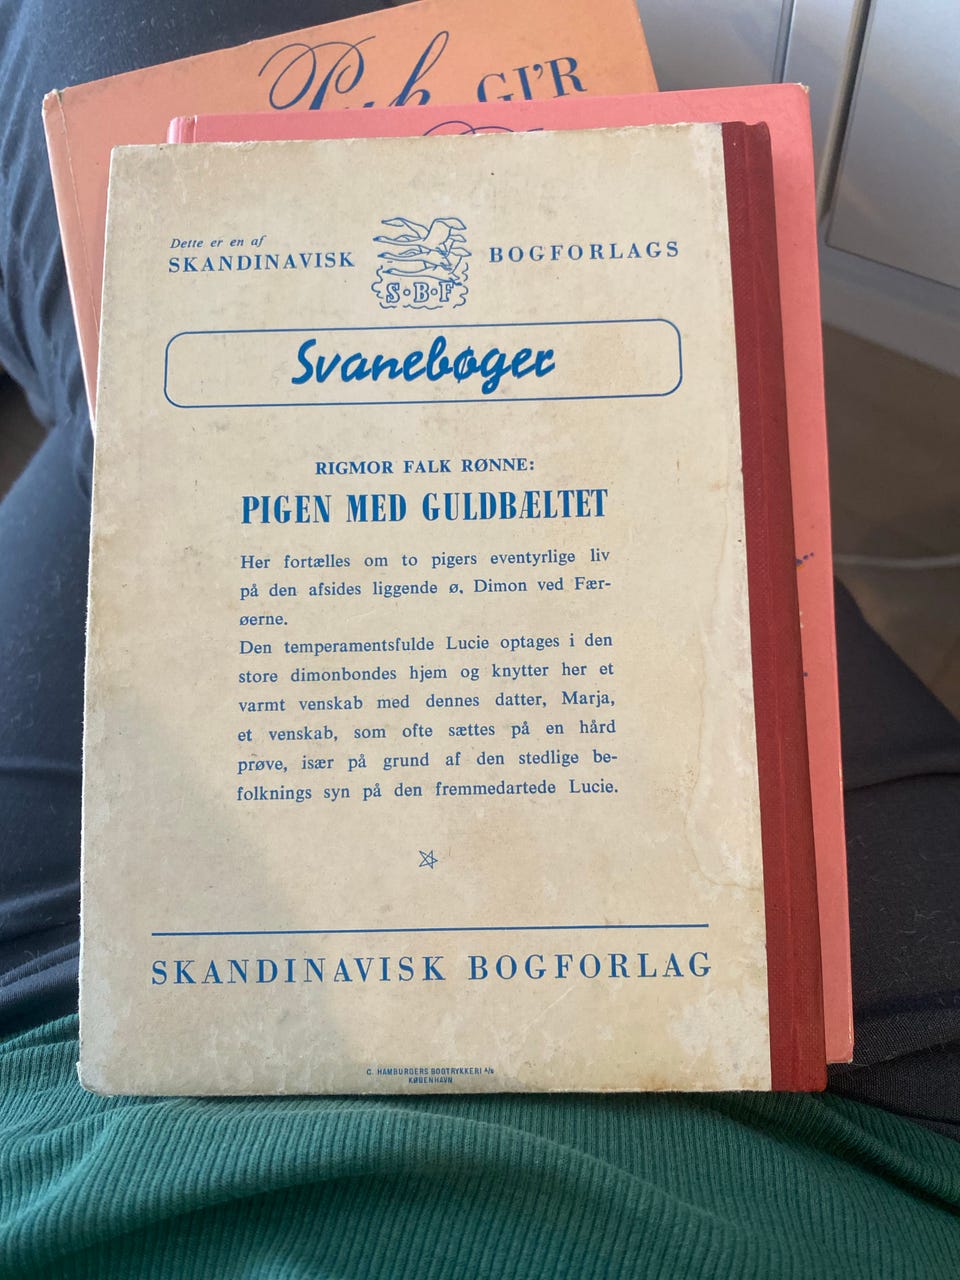 Puk GI'R
Dette er en af
SKANDINAVISK
S·B·F
BOGFORLAGS
Svanebøger
RIGMOR FALK RØNNE:
PIGEN MED GULDBÆLTET
Her fortælles om to pigers eventyrlige liv
på den afsides liggende ø, Dimon ved Fær-
øerne.
Den temperamentsfulde Lucie optages i den
store dimonbondes hjem og knytter her et
varmt venskab med dennes datter, Marja,
et venskab, som ofte sættes på en hård
prøve, især på grund af den stedlige be-
folknings syn på den fremmedartede Lucie.
SKANDINAVISK BOGFORLAG
C. HAMBURGERS BOGTRYKKERI A/s
KØBENHAVN